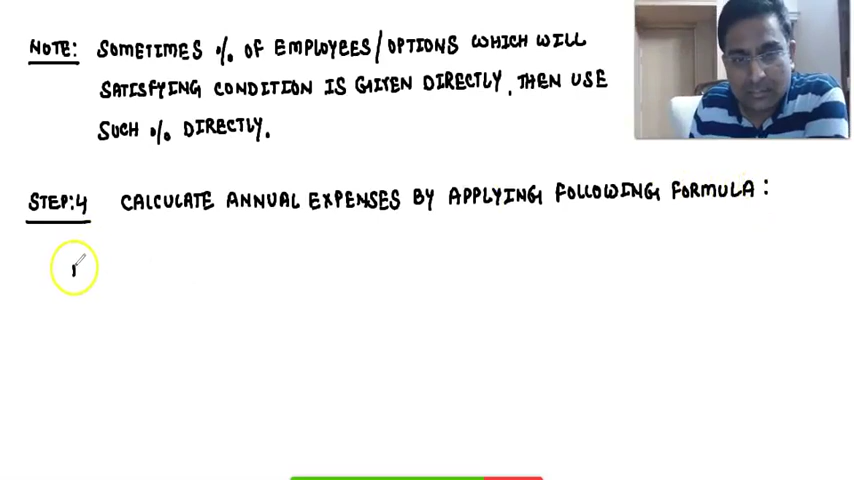 NOTE: SOMETIMES % OF EMPLOYEES/OPTIONS WHICH WILL
SATISFYING CONDITION IS GIVEN DIRECTLY, THEN USE
SUCH % DIRECTLY.
STEP:4 CALCULATE ANNUAL EXPENSES BY APPLYING FOLLOWING FORMULA: